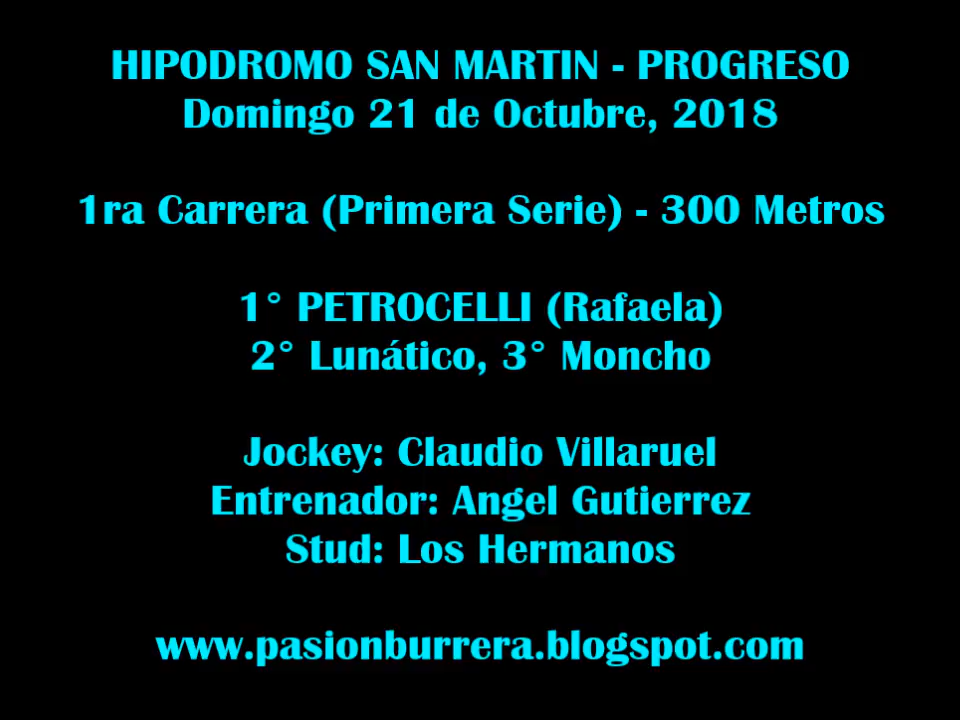 HIPODROMO SAN MARTIN - PROGRESO
Domingo 21 de Octubre, 2018
1ra Carrera (Primera Serie) - 300 Metros
1° PETROCELLI (Rafaela)
2° Lunático, 3° Moncho
Jockey: Claudio Villaruel
Entrenador: Angel Gutierrez
Stud: Los Hermanos
www.pasionburrera.blogspot.com